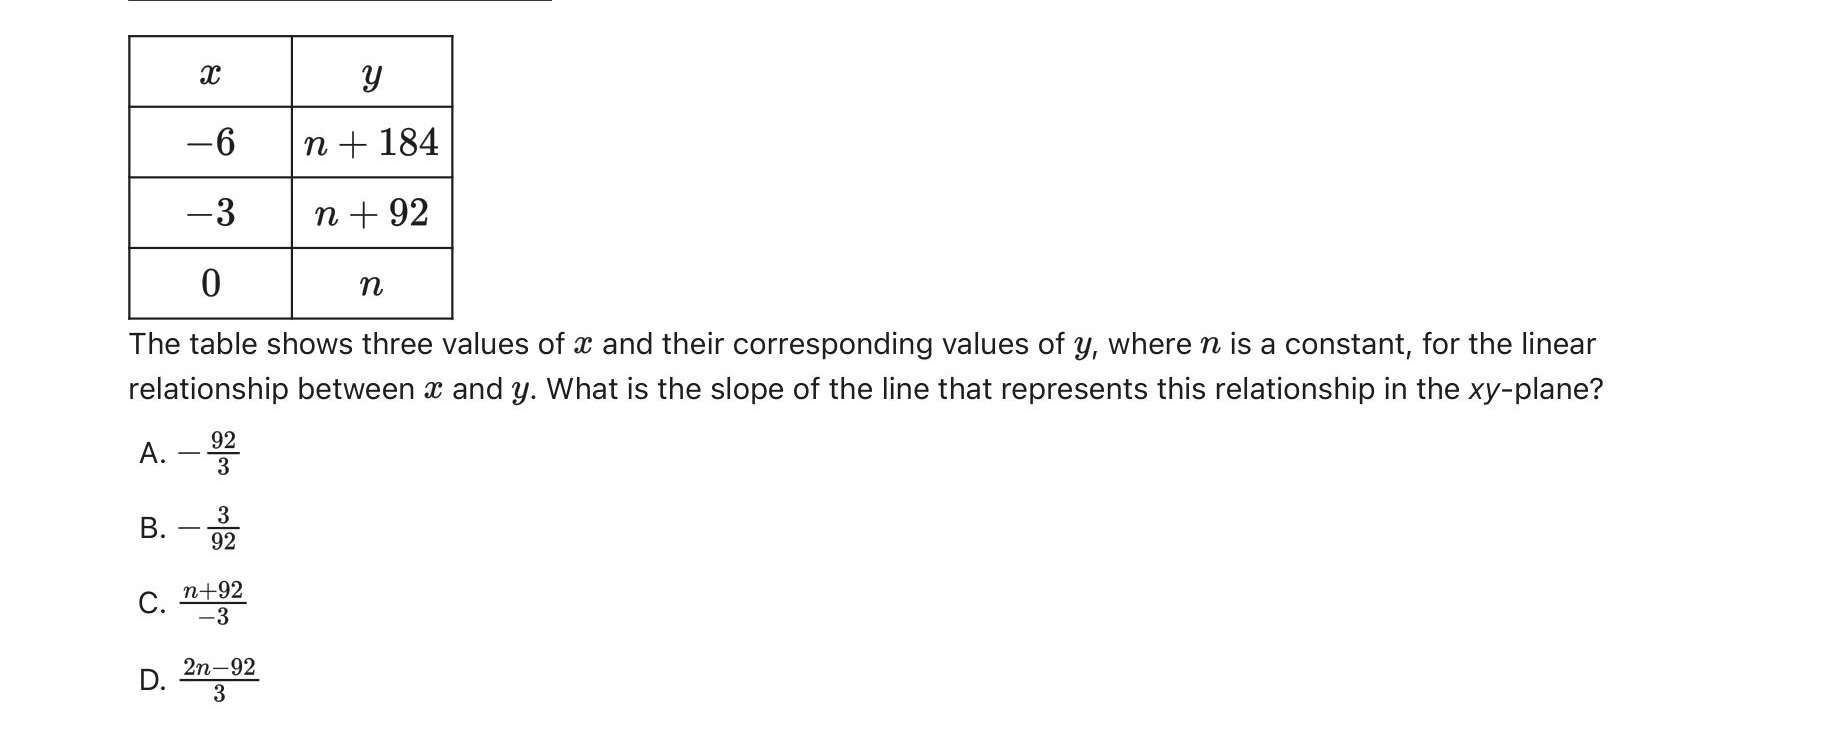 x y
−6 n + 184
−3 n + 92
0 n
The table shows three values of x and their corresponding values of y, where n is a constant, for the linear
relationship between x and y. What is the slope of the line that represents this relationship in the xy-plane?
A. −92/3
B. −3/92
C. n+92/−3
D. 2n−92/3